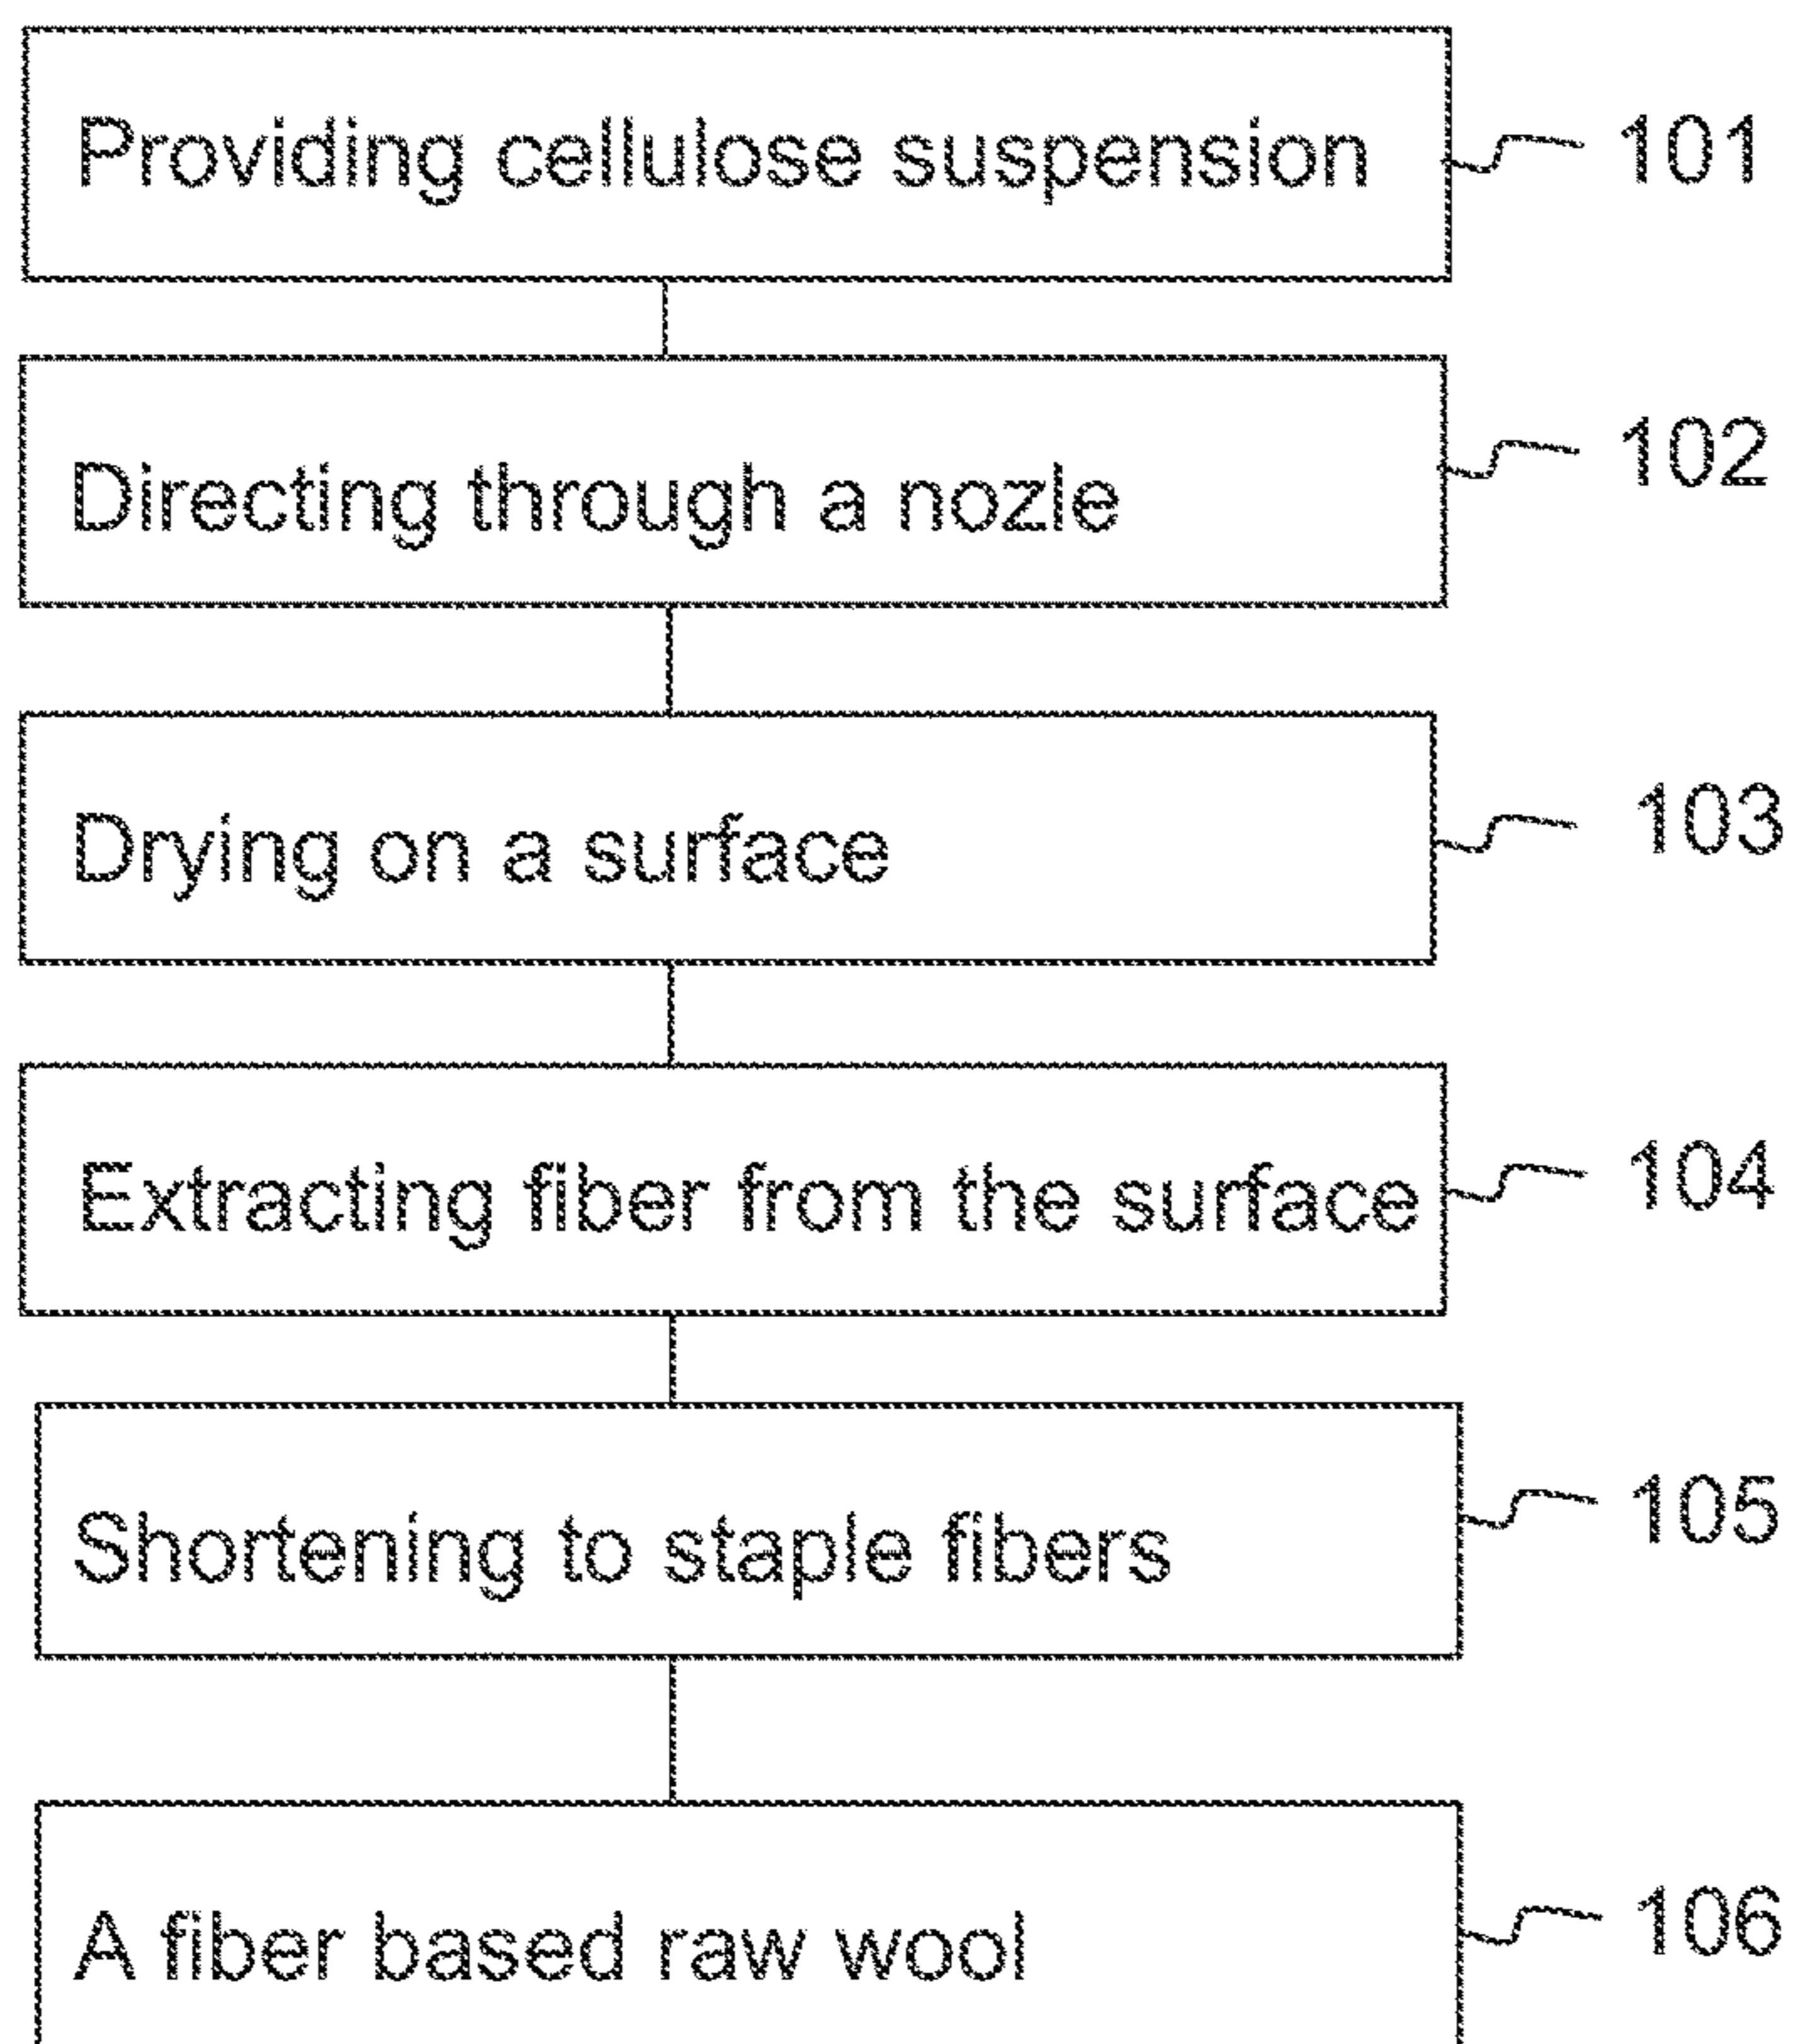 Providing cellulose suspension 101
Directing through a nozle 102
Drying on a surface 103
Extracting fiber from the surface 104
Shortening to staple fibers 105
A fiber based raw wool 106